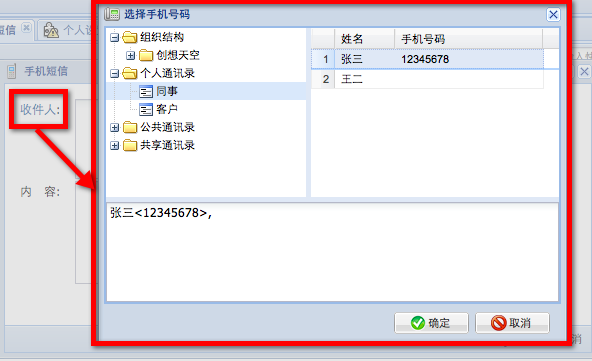 选择手机号码
短信
个人设
手机短信
收件人:
内 容:
组织结构
创想天空
个人通讯录
同事
客户
公共通讯录
共享通讯录
姓名 手机号码
1 张三 12345678
2 王二
张三<12345678>,
确定
取消
消